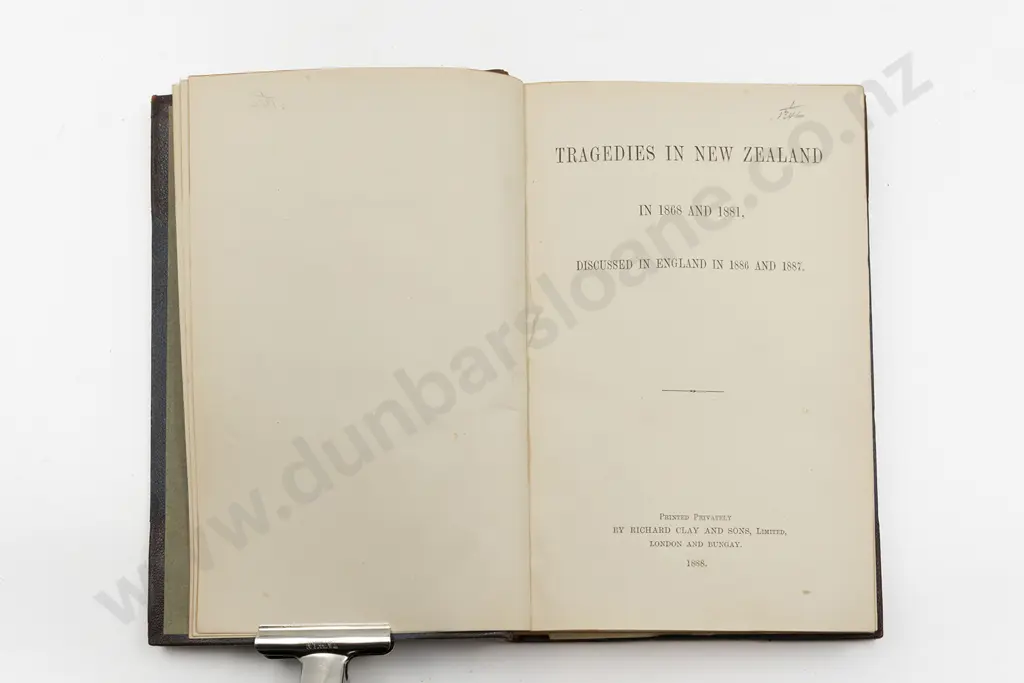 TRAGEDIES IN NEW ZEALAND
IN 1868 AND 1881,
DISCUSSED IN ENGLAND IN 1886 AND 1887.
PRINTED PRIVATELY
BY RICHARD CLAY AND SONS, LIMITED,
LONDON AND BUNGAY.
1888.
www.dunbarsloane.co.nz